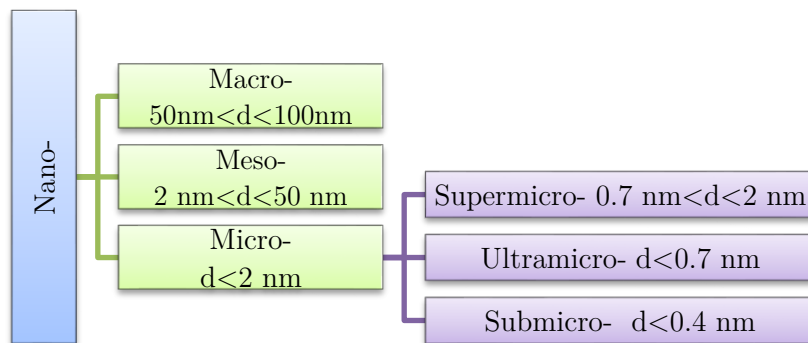 Nano-
Macro-
50nm<d<100nm
Meso-
2 nm<d<50 nm
Micro-
d<2 nm
Supermicro- 0.7 nm<d<2 nm
Ultramicro- d<0.7 nm
Submicro- d<0.4 nm